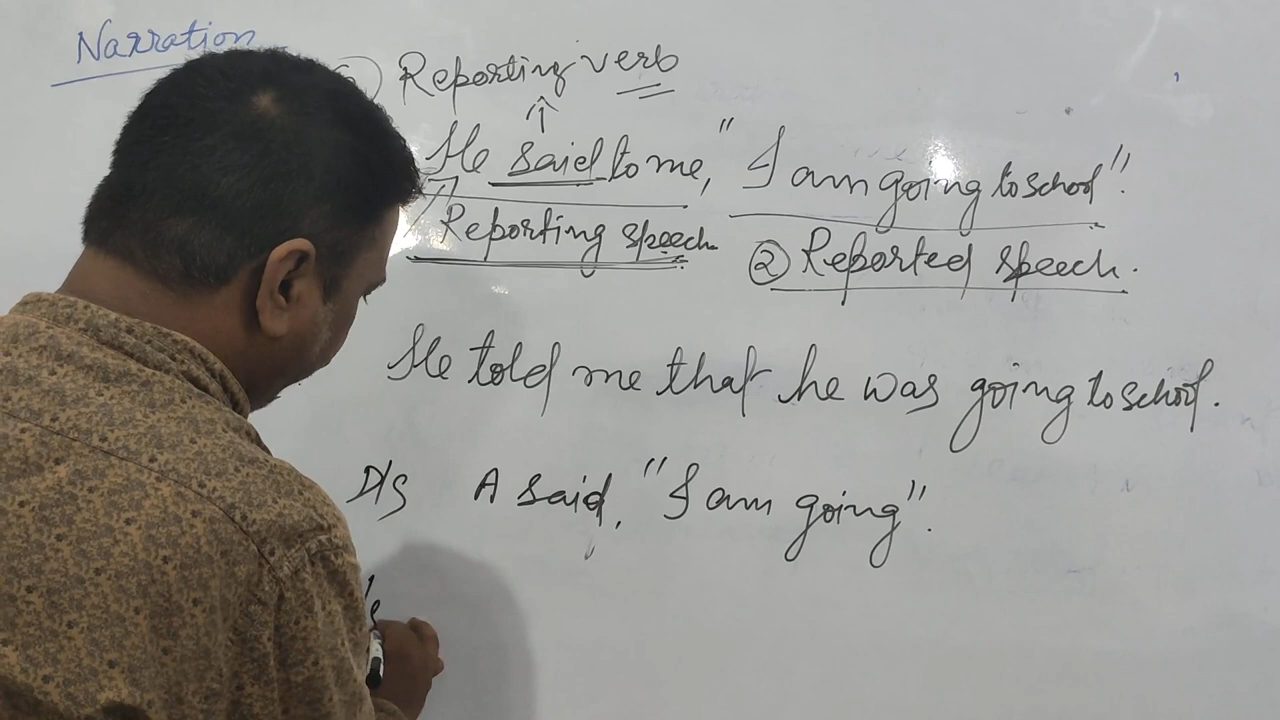 Narration
Reporting verb
He said to me, "I am going to school".
Reporting speech
② Reported speech.
He told me that he was going to school.
D/S A said, "I am going".